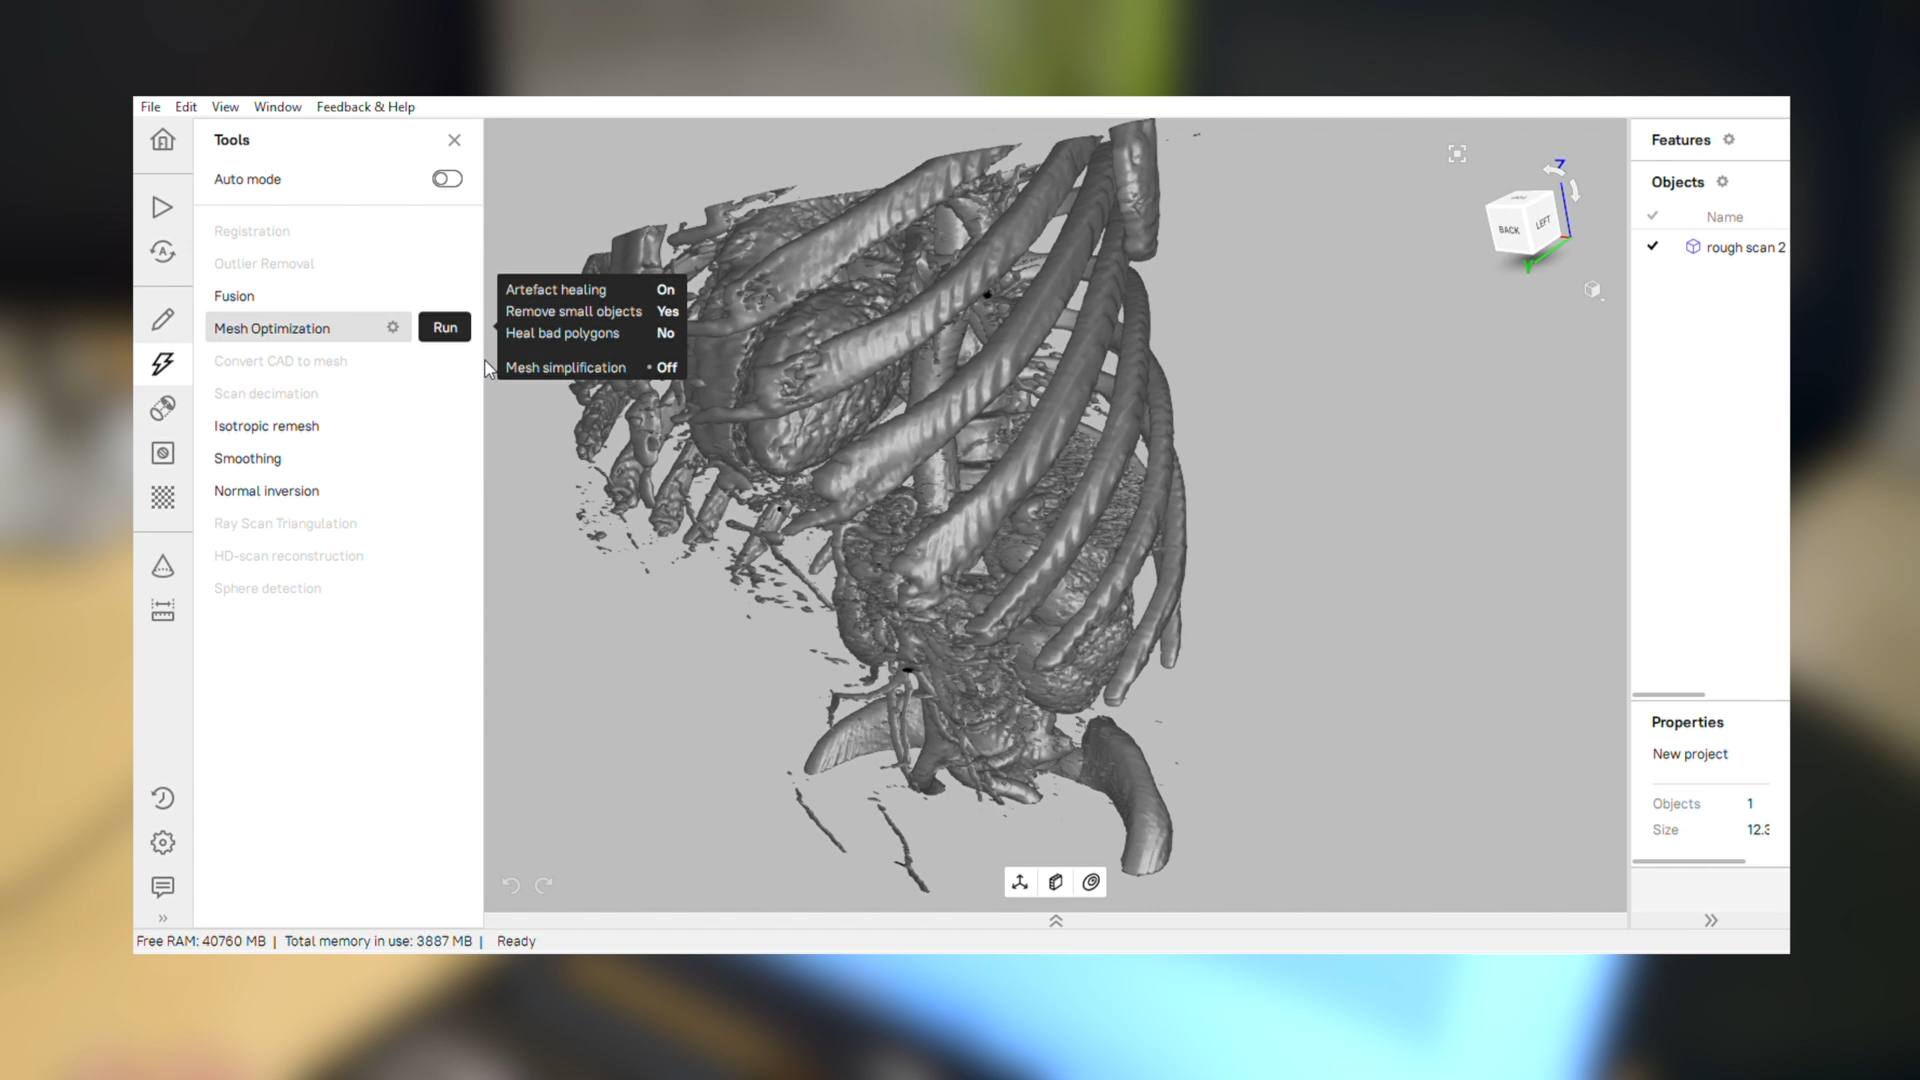 File Edit View Window Feedback & Help
Tools
Auto mode
Registration
Outlier Removal
Fusion
Mesh Optimization Run
Convert CAD to mesh
Scan decimation
Isotropic remesh
Smoothing
Normal inversion
Ray Scan Triangulation
HD-scan reconstruction
Sphere detection
Artefact healing On
Remove small objects Yes
Heal bad polygons No
Mesh simplification • Off
Z
BACK LEFT
Y
Features
Objects
Name
rough scan 2
Properties
New project
Objects 1
Size 12.3
Free RAM: 40760 MB | Total memory in use: 3887 MB | Ready